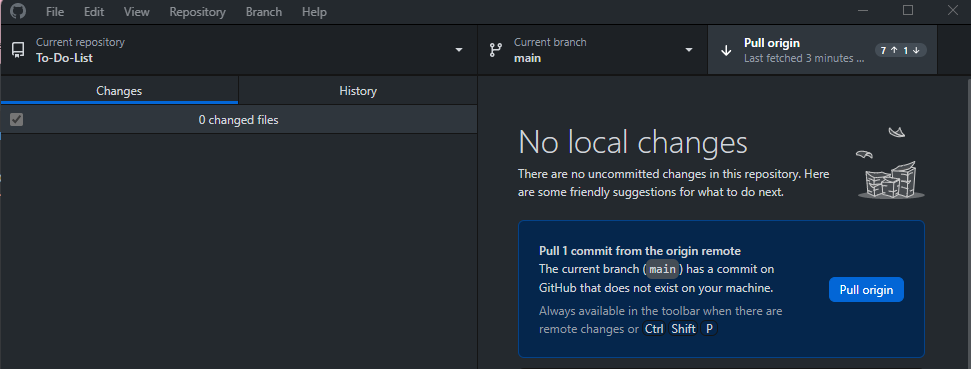 File Edit View Repository Branch Help
Current repository
To-Do-List
Current branch
main
Pull origin
Last fetched 3 minutes ...
7 ↑ 1 ↓
Changes
History
0 changed files
No local changes
There are no uncommitted changes in this repository. Here
are some friendly suggestions for what to do next.
Pull 1 commit from the origin remote
The current branch (main) has a commit on
GitHub that does not exist on your machine.
Always available in the toolbar when there are
remote changes or Ctrl Shift P
Pull origin